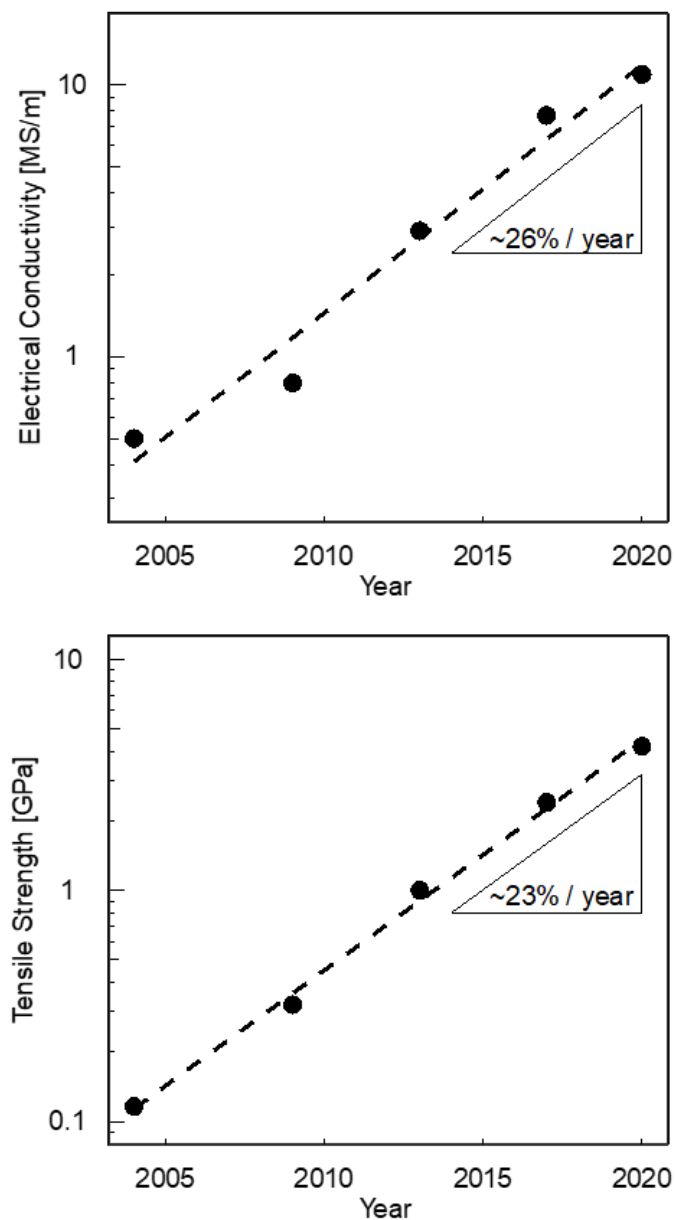 Electrical Conductivity [MS/m]
10
1
~26% / year
2005 2010 2015 2020
Year
Tensile Strength [GPa]
10
1
0.1
~23% / year
2005 2010 2015 2020
Year